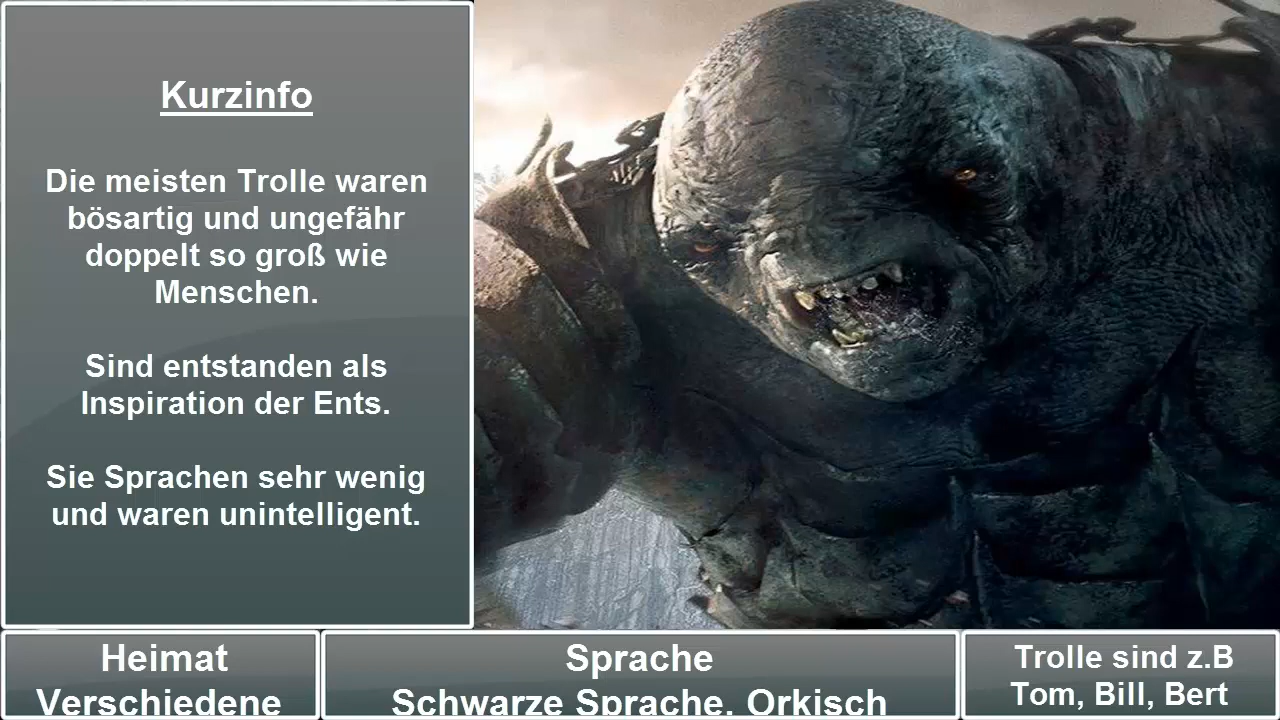 Kurzinfo
Die meisten Trolle waren
bösartig und ungefähr
doppelt so groß wie
Menschen.
Sind entstanden als
Inspiration der Ents.
Sie Sprachen sehr wenig
und waren unintelligent.
Heimat
Verschiedene
Sprache
Schwarze Sprache, Orkisch
Trolle sind z.B
Tom, Bill, Bert